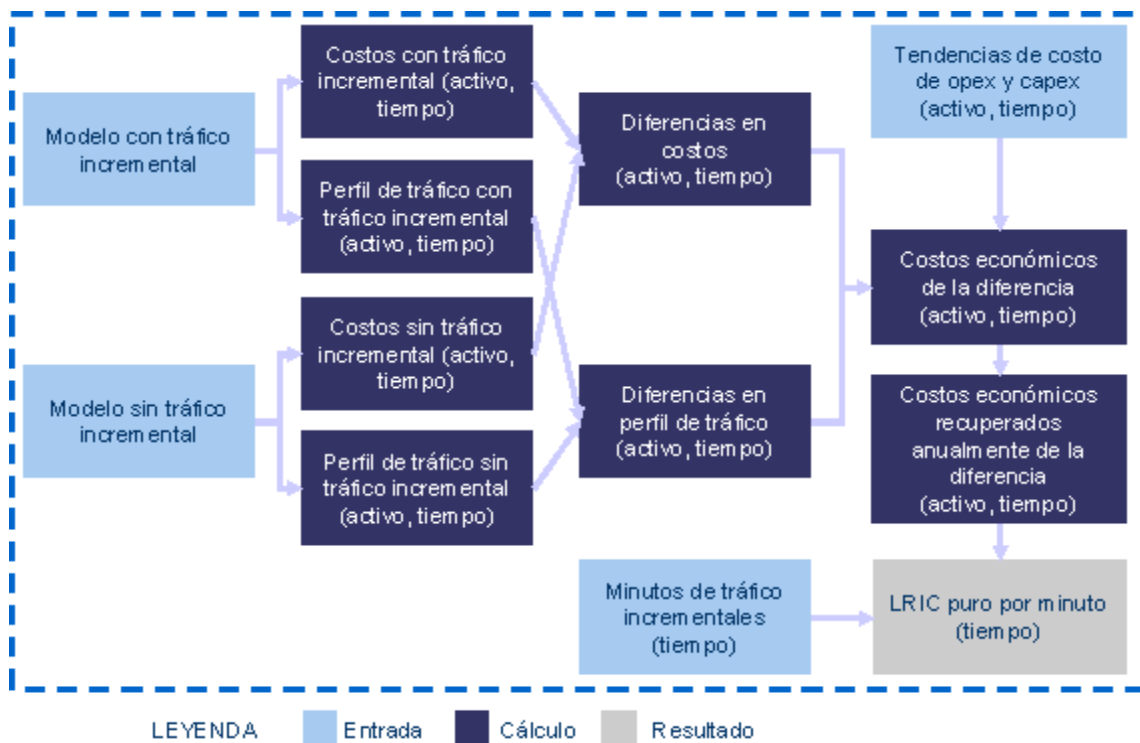 Modelo con tráfico
incremental
Costos con tráfico
incremental (activo,
tiempo)
Perfil de tráfico con
tráfico incremental
(activo, tiempo)
Modelo sin tráfico
incremental
Costos sin tráfico
incremental (activo,
tiempo)
Perfil de tráfico sin
tráfico incremental
(activo, tiempo)
Diferencias en
costos
(activo, tiempo)
Diferencias en
perfil de tráfico
(activo, tiempo)
Tendencias de costo
de opex y capex
(activo, tiempo)
Costos económicos
de la diferencia
(activo, tiempo)
Costos económicos
recuperados
anualmente de la
diferencia
(activo, tiempo)
Minutos de tráfico
incrementales
(tiempo)
LRIC puro por minuto
(tiempo)
LEYENDA Entrada Cálculo Resultado